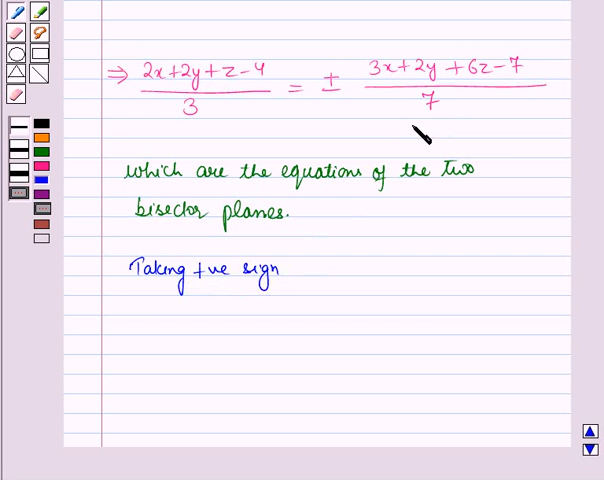 ⇒ 2x+2y+z-4 / 3 = ± 3x+2y+6z-7 / 7
which are the equations of the two
bisector planes.
Taking +ve sign